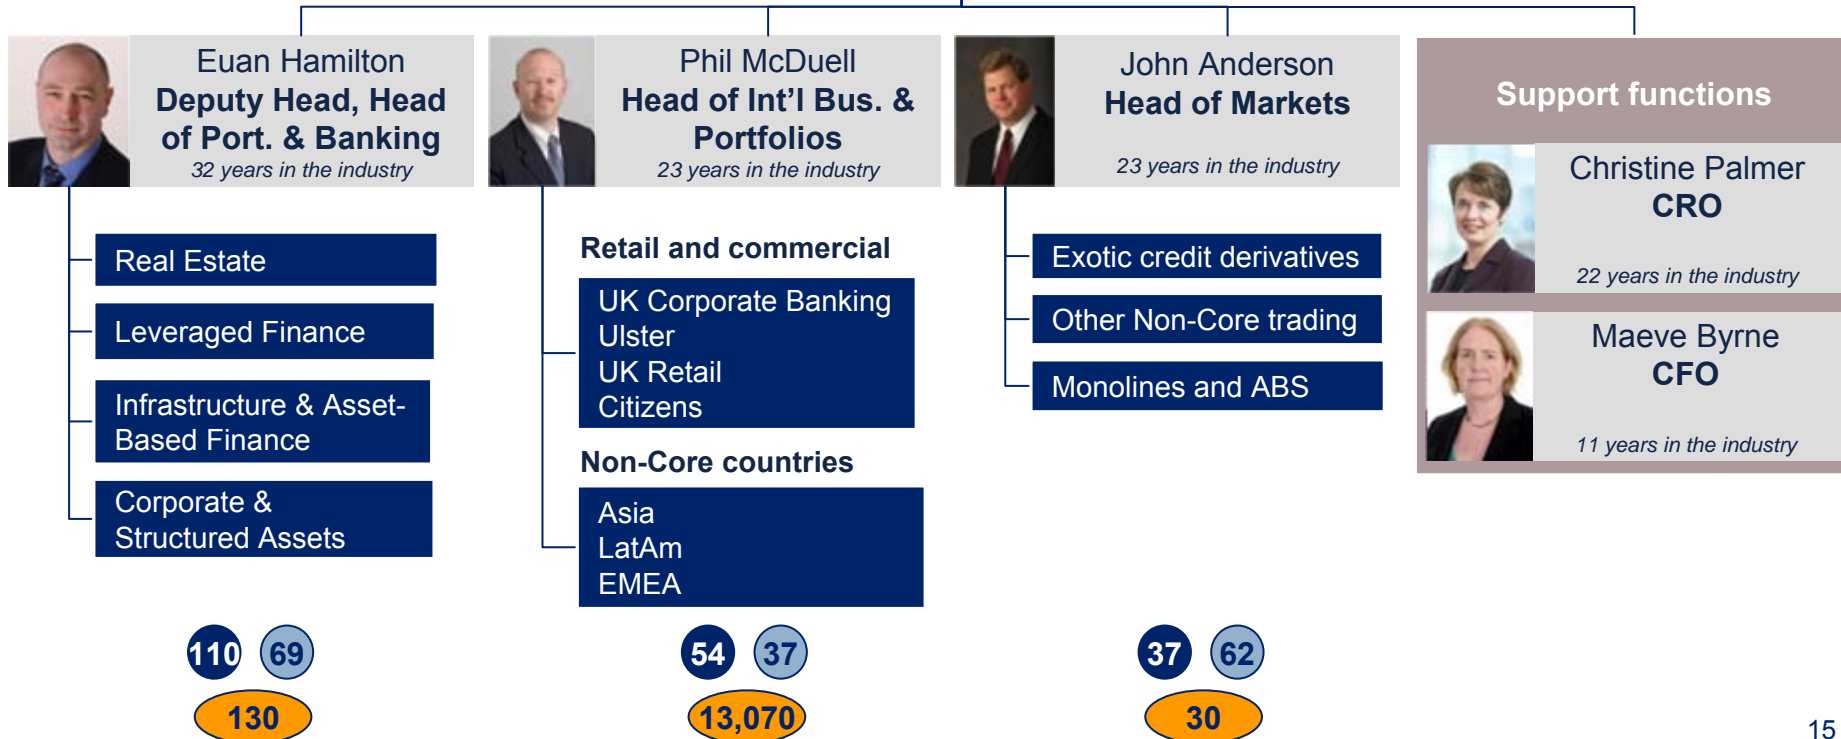 Euan Hamilton
Deputy Head, Head
of Port. & Banking
32 years in the industry
Real Estate
Leveraged Finance
Infrastructure & Asset-
Based Finance
Corporate &
Structured Assets
110 69
130
Phil McDuell
Head of Int'l Bus. &
Portfolios
23 years in the industry
Retail and commercial
UK Corporate Banking
Ulster
UK Retail
Citizens
Non-Core countries
Asia
LatAm
EMEA
54 37
13,070
John Anderson
Head of Markets
23 years in the industry
Exotic credit derivatives
Other Non-Core trading
Monolines and ABS
37 62
30
Support functions
Christine Palmer
CRO
22 years in the industry
Maeve Byrne
CFO
11 years in the industry
15